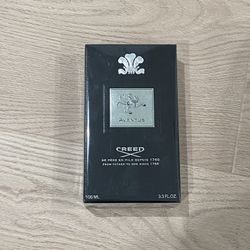 AVENTUS
CREED
DE PÈRE EN FILS DEPUIS 1760
FROM FATHER TO SON SINCE 1760
100 ML 3.3 FL.OZ.